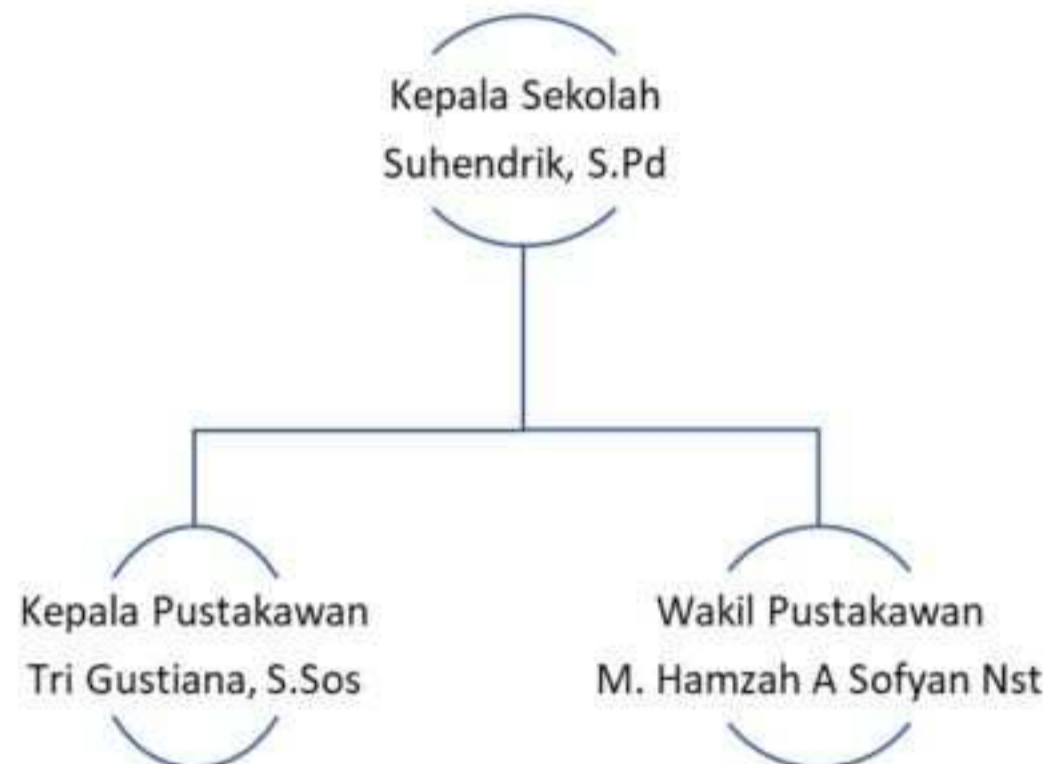 Kepala Sekolah
Suhendrik, S.Pd
Kepala Pustakawan
Tri Gustiana, S.Sos
Wakil Pustakawan
M. Hamzah A Sofyan Nst